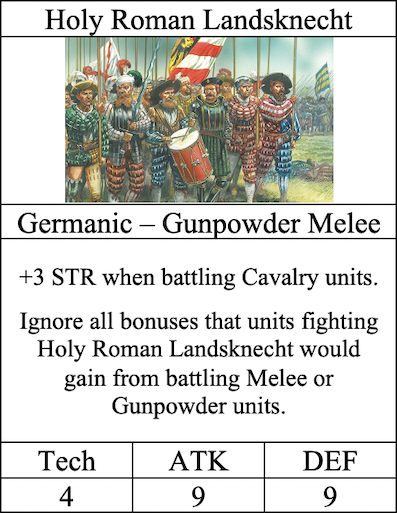 Holy Roman Landsknecht
Germanic – Gunpowder Melee
+3 STR when battling Cavalry units.
Ignore all bonuses that units fighting
Holy Roman Landsknecht would
gain from battling Melee or
Gunpowder units.
Tech ATK DEF
4 9 9